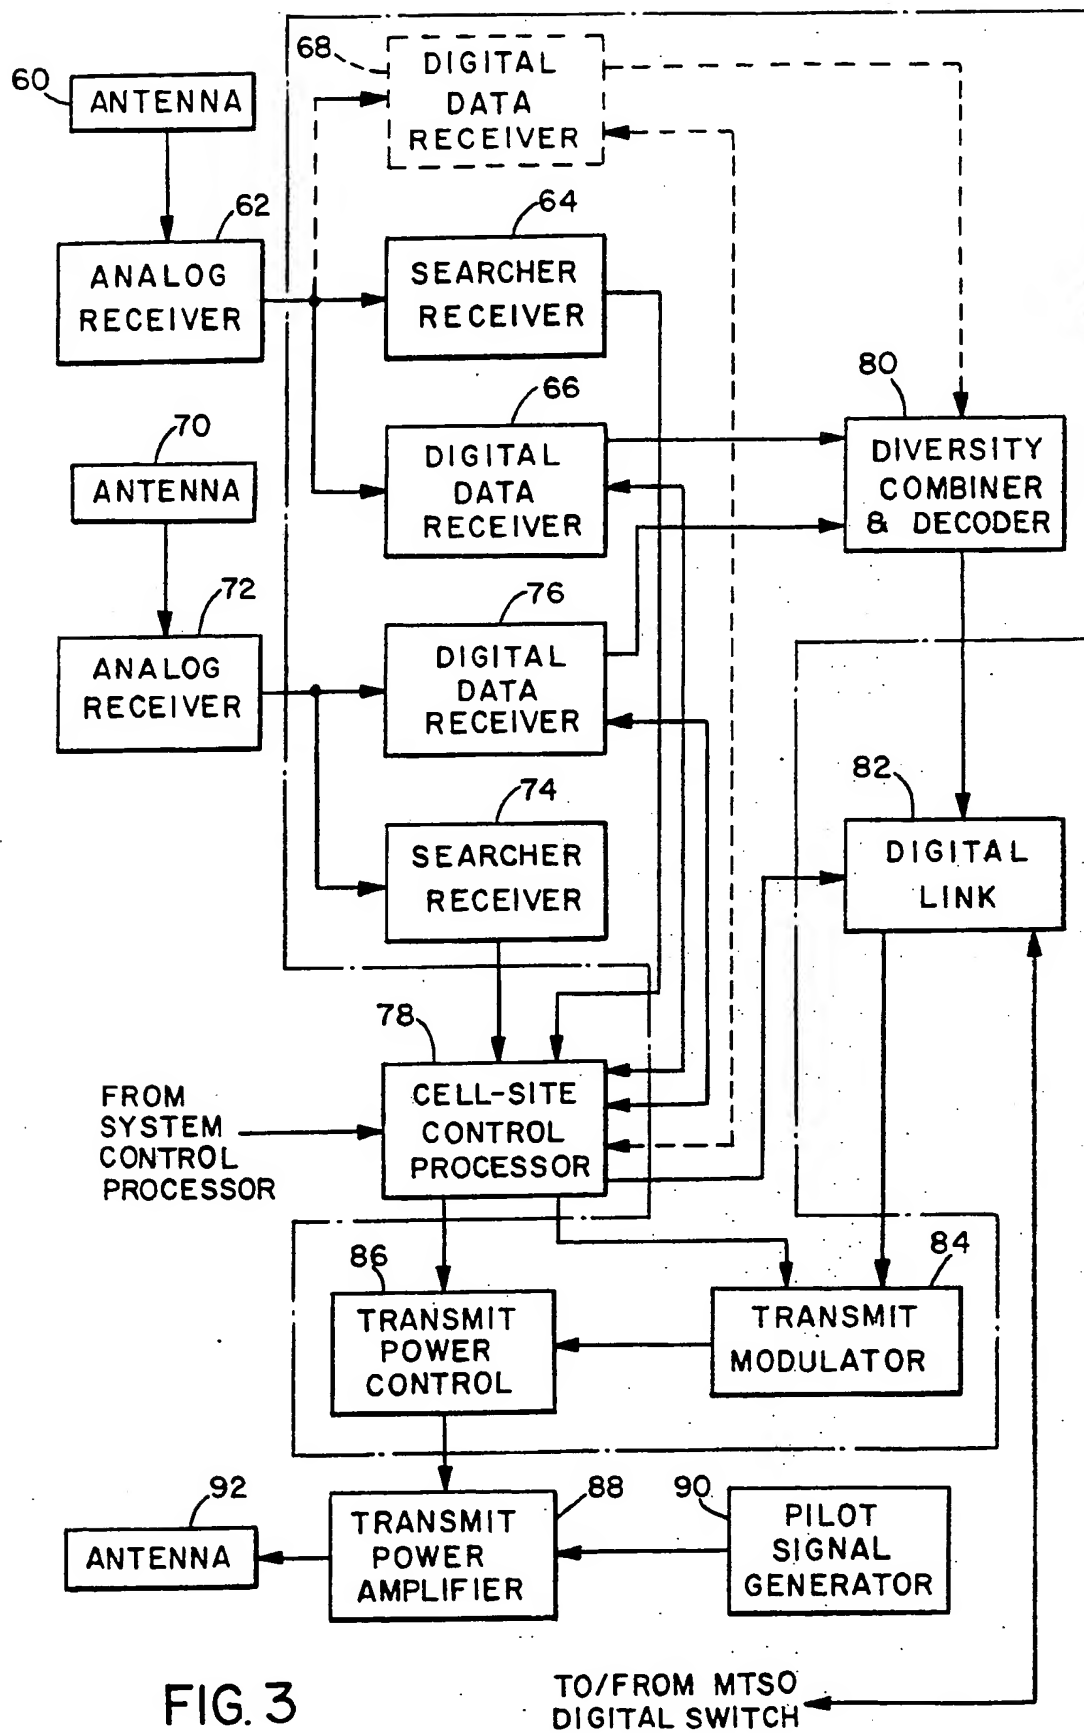 68
DIGITAL
DATA
RECEIVER
60
ANTENNA
62
ANALOG
RECEIVER
64
SEARCHER
RECEIVER
66
DIGITAL
DATA
RECEIVER
80
DIVERSITY
COMBINER
& DECODER
70
ANTENNA
72
ANALOG
RECEIVER
76
DIGITAL
DATA
RECEIVER
74
SEARCHER
RECEIVER
82
DIGITAL
LINK
78
CELL-SITE
CONTROL
PROCESSOR
FROM
SYSTEM
CONTROL
PROCESSOR
86
TRANSMIT
POWER
CONTROL
84
TRANSMIT
MODULATOR
92
ANTENNA
88
TRANSMIT
POWER
AMPLIFIER
90
PILOT
SIGNAL
GENERATOR
FIG. 3
TO/FROM MTSO
DIGITAL SWITCH